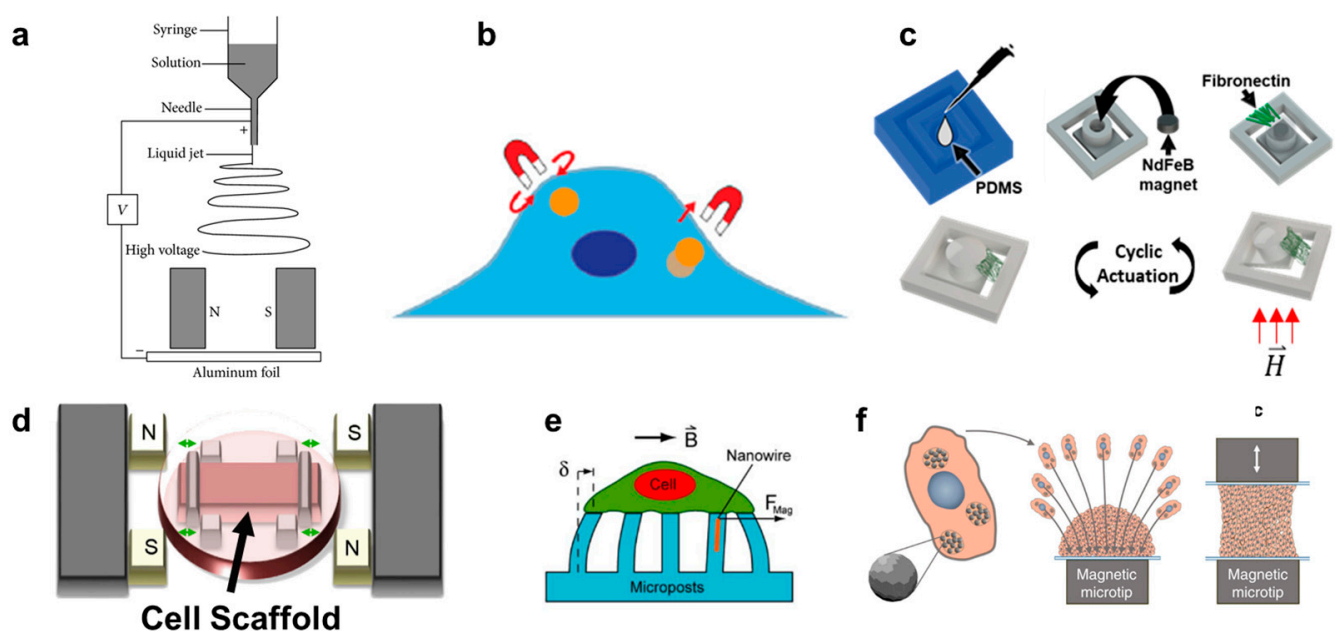 a
Syringe
Solution
Needle
+
Liquid jet
V
High voltage
N
S
−
Aluminum foil
b
c
PDMS
NdFeB
magnet
Fibronectin
Cyclic
Actuation
H
d
N
S
S
N
Cell Scaffold
e
B
δ
Nanowire
Cell
F Mag
Microposts
f
Magnetic
microtip
c
Magnetic
microtip